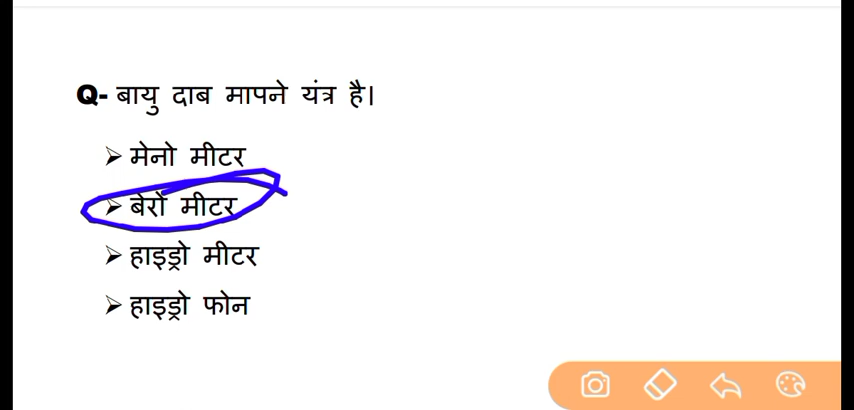 Q- बायु दाब मापने यंत्र है।
➢ मेनो मीटर
➢ बेरो मीटर
➢ हाइड्रो मीटर
➢ हाइड्रो फोन